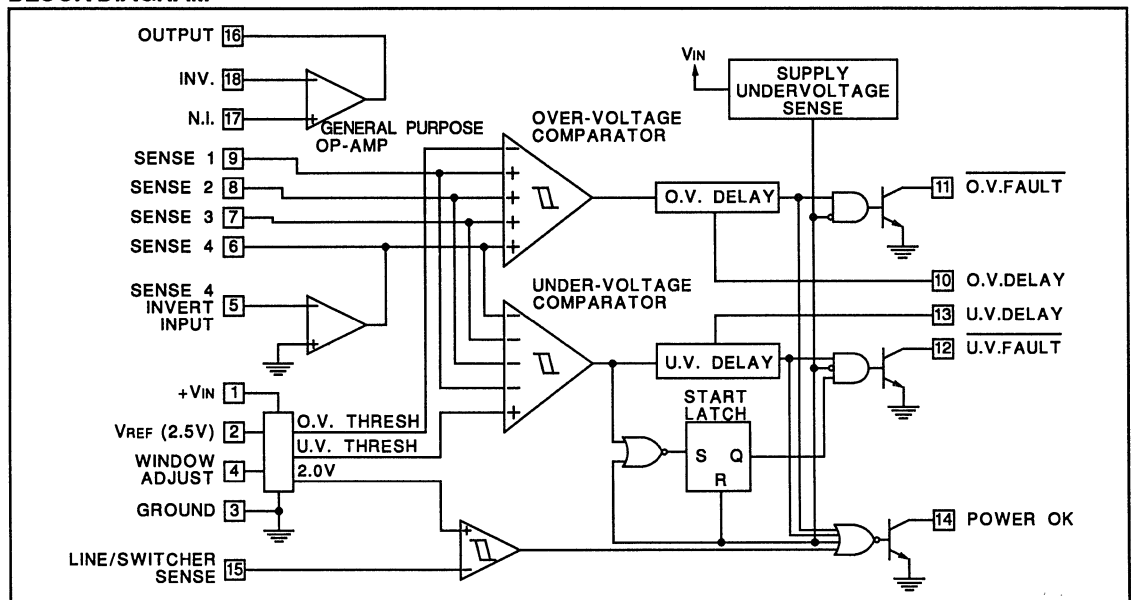 OUTPUT 16
INV. 18
N.I. 17
GENERAL PURPOSE
OP-AMP
SENSE 1 9
SENSE 2 8
SENSE 3 7
SENSE 4 6
SENSE 4
INVERT 5
INPUT
+VIN 1
VREF (2.5V) 2
WINDOW
ADJUST 4
GROUND 3
LINE/SWITCHER
SENSE 15
O.V. THRESH
U.V. THRESH
2.0V
OVER-VOLTAGE
COMPARATOR
UNDER-VOLTAGE
COMPARATOR
VIN
SUPPLY
UNDERVOLTAGE
SENSE
O.V. DELAY
U.V. DELAY
START
LATCH
S Q
R
11 O.V.FAULT
10 O.V.DELAY
13 U.V.DELAY
12 U.V.FAULT
14 POWER OK